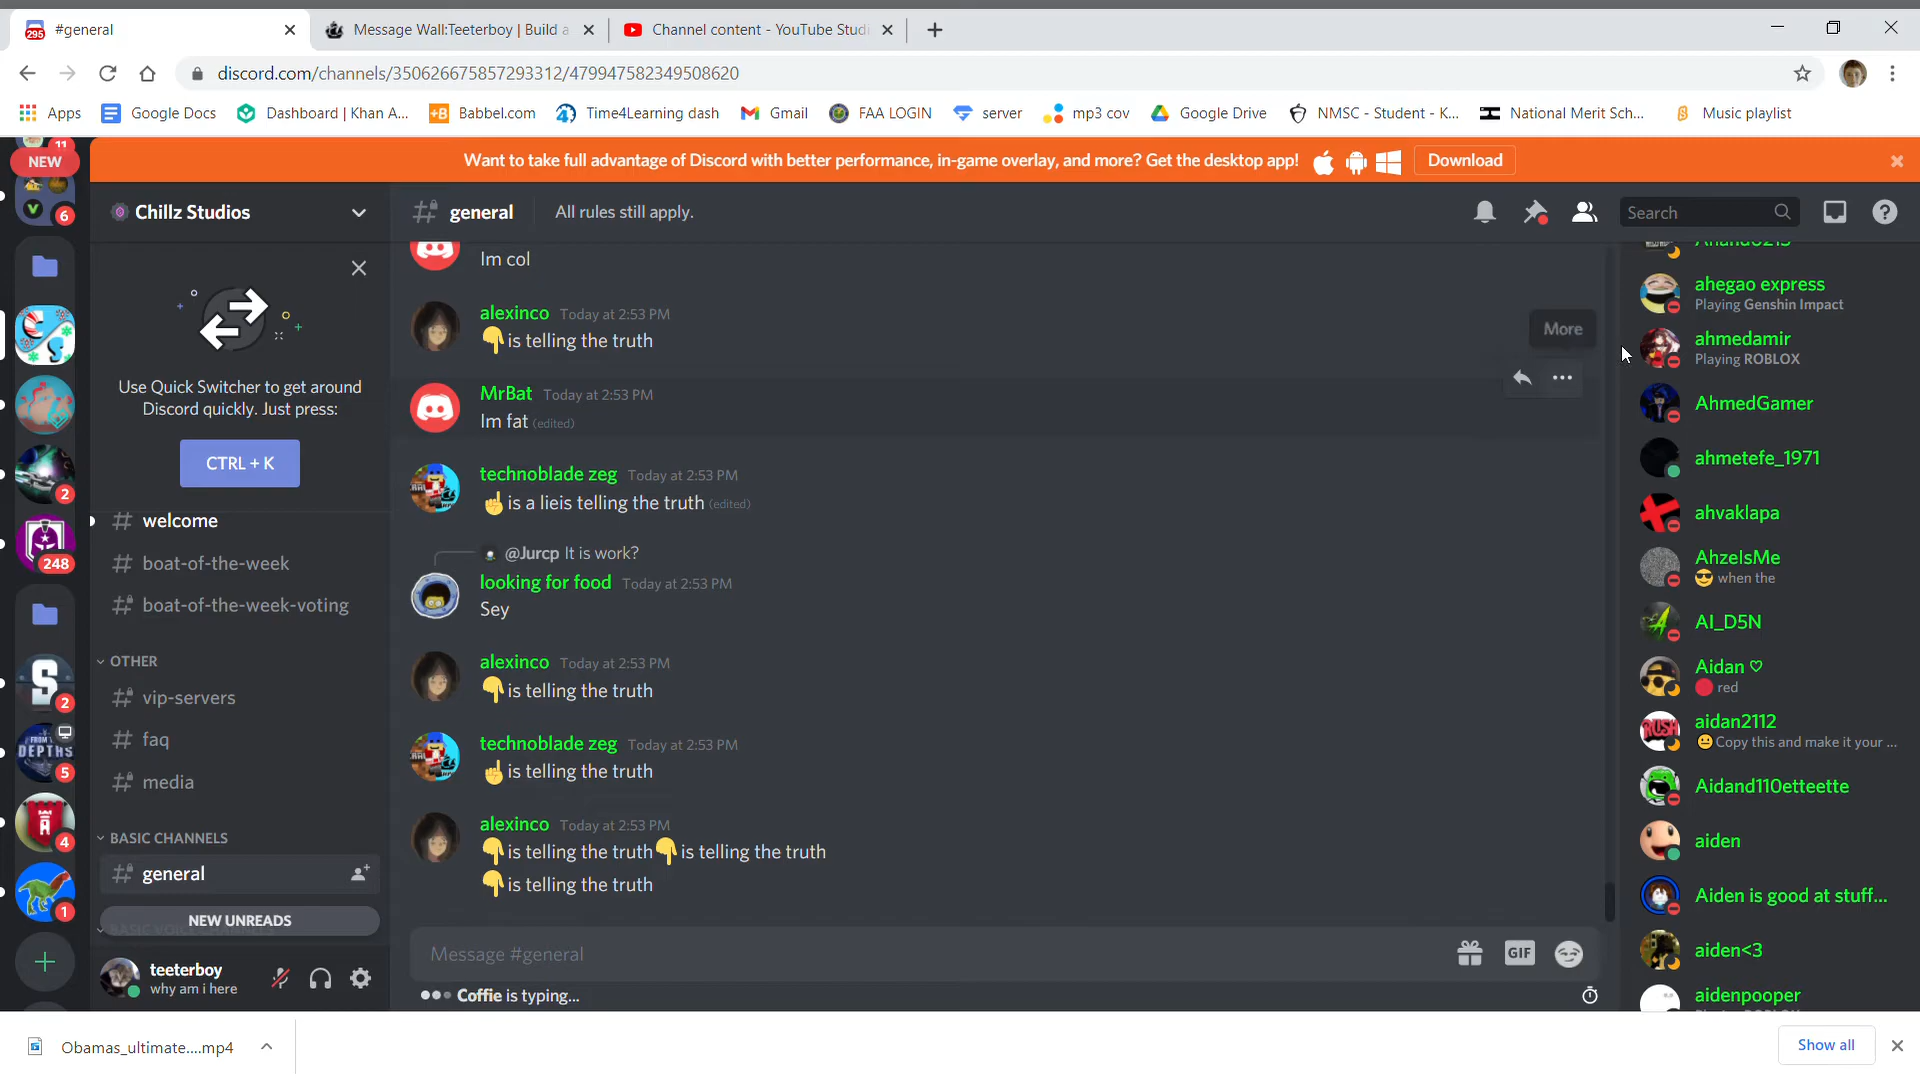 295 #general
Message Wall:Teeterboy | Build a
Channel content - YouTube Studi
discord.com/channels/350626675857293312/479947582349508620
Apps
Google Docs
Dashboard | Khan A...
+B Babbel.com
Time4Learning dash
Gmail
FAA LOGIN
server
mp3 cov
Google Drive
NMSC - Student - K...
National Merit Sch...
Music playlist
11
NEW
6
2
248
S
2
FROM THE
DEPTHS
5
4
1
Want to take full advantage of Discord with better performance, in-game overlay, and more? Get the desktop app!
Download
Chillz Studios
Use Quick Switcher to get around
Discord quickly. Just press:
CTRL + K
# welcome
# boat-of-the-week
# boat-of-the-week-voting
OTHER
# vip-servers
# faq
# media
BASIC CHANNELS
# general
NEW UNREADS
teeterboy
why am i here
# general
All rules still apply.
Search
Im col
alexinco Today at 2:53 PM
👇is telling the truth
More
MrBat Today at 2:53 PM
Im fat (edited)
technoblade zeg Today at 2:53 PM
☝is a lieis telling the truth (edited)
@Jurcp It is work?
looking for food Today at 2:53 PM
Sey
alexinco Today at 2:53 PM
👇is telling the truth
technoblade zeg Today at 2:53 PM
☝is telling the truth
alexinco Today at 2:53 PM
👇is telling the truth👇is telling the truth
👇is telling the truth
Message #general
GIF
Coffie is typing...
ahegao express
Playing Genshin Impact
ahmedamir
Playing ROBLOX
AhmedGamer
ahmetefe_1971
ahvaklapa
AhzelsMe
😎 when the
AI_D5N
Aidan ♡
🔴 red
aidan2112
😐 Copy this and make it your ...
Aidand110etteette
aiden
Aiden is good at stuff...
aiden<3
aidenpooper
Obamas_ultimate....mp4
Show all